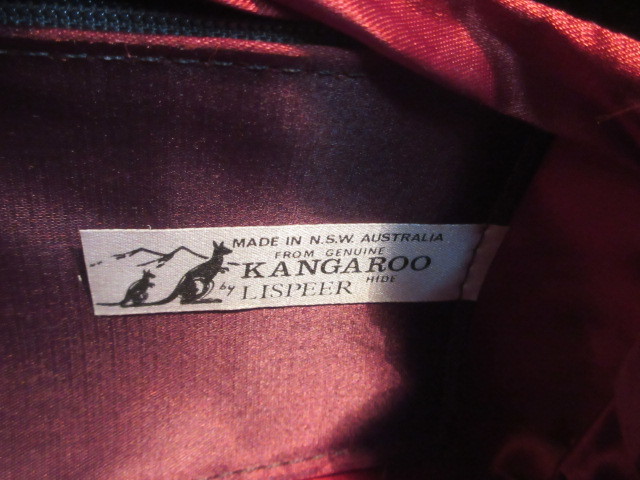 MADE IN N.S.W. AUSTRALIA
FROM GENUINE
KANGAROO
HIDE
by LISPEER